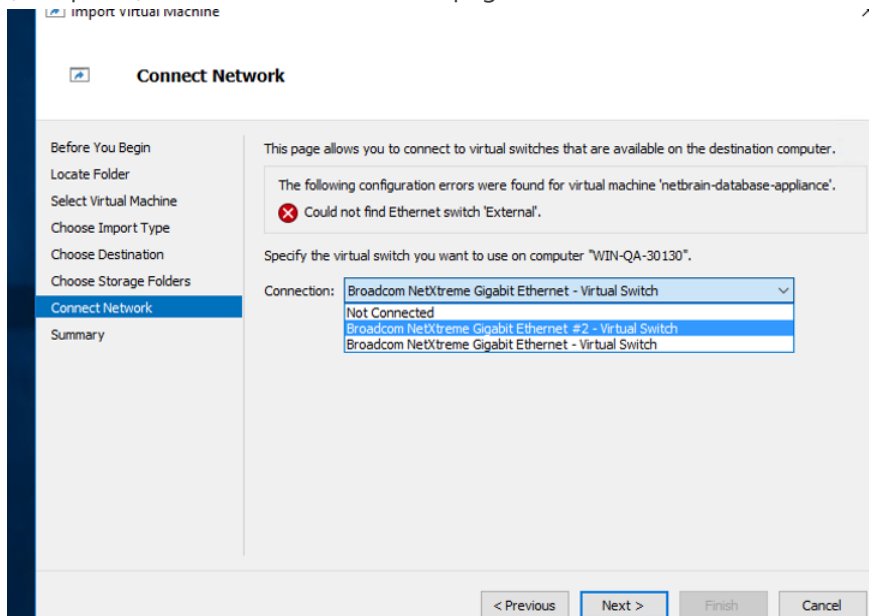 Import Virtual Machine
Connect Network
Before You Begin
Locate Folder
Select Virtual Machine
Choose Import Type
Choose Destination
Choose Storage Folders
Connect Network
Summary
This page allows you to connect to virtual switches that are available on the destination computer.
The following configuration errors were found for virtual machine 'netbrain-database-appliance'.
Could not find Ethernet switch 'External'.
Specify the virtual switch you want to use on computer "WIN-QA-30130".
Connection: Broadcom NetXtreme Gigabit Ethernet - Virtual Switch
Not Connected
Broadcom NetXtreme Gigabit Ethernet #2 - Virtual Switch
Broadcom NetXtreme Gigabit Ethernet - Virtual Switch
< Previous Next > Finish Cancel